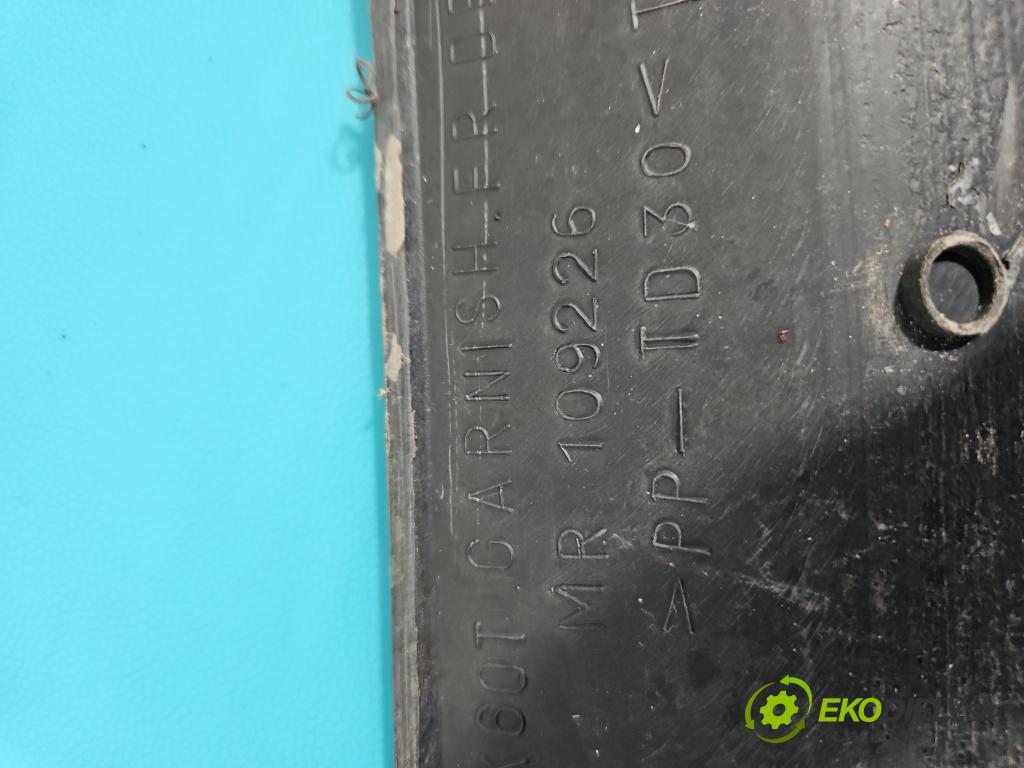 K60T GARNISH.FR DE
MR 109226
>PP-TD30<
EKO